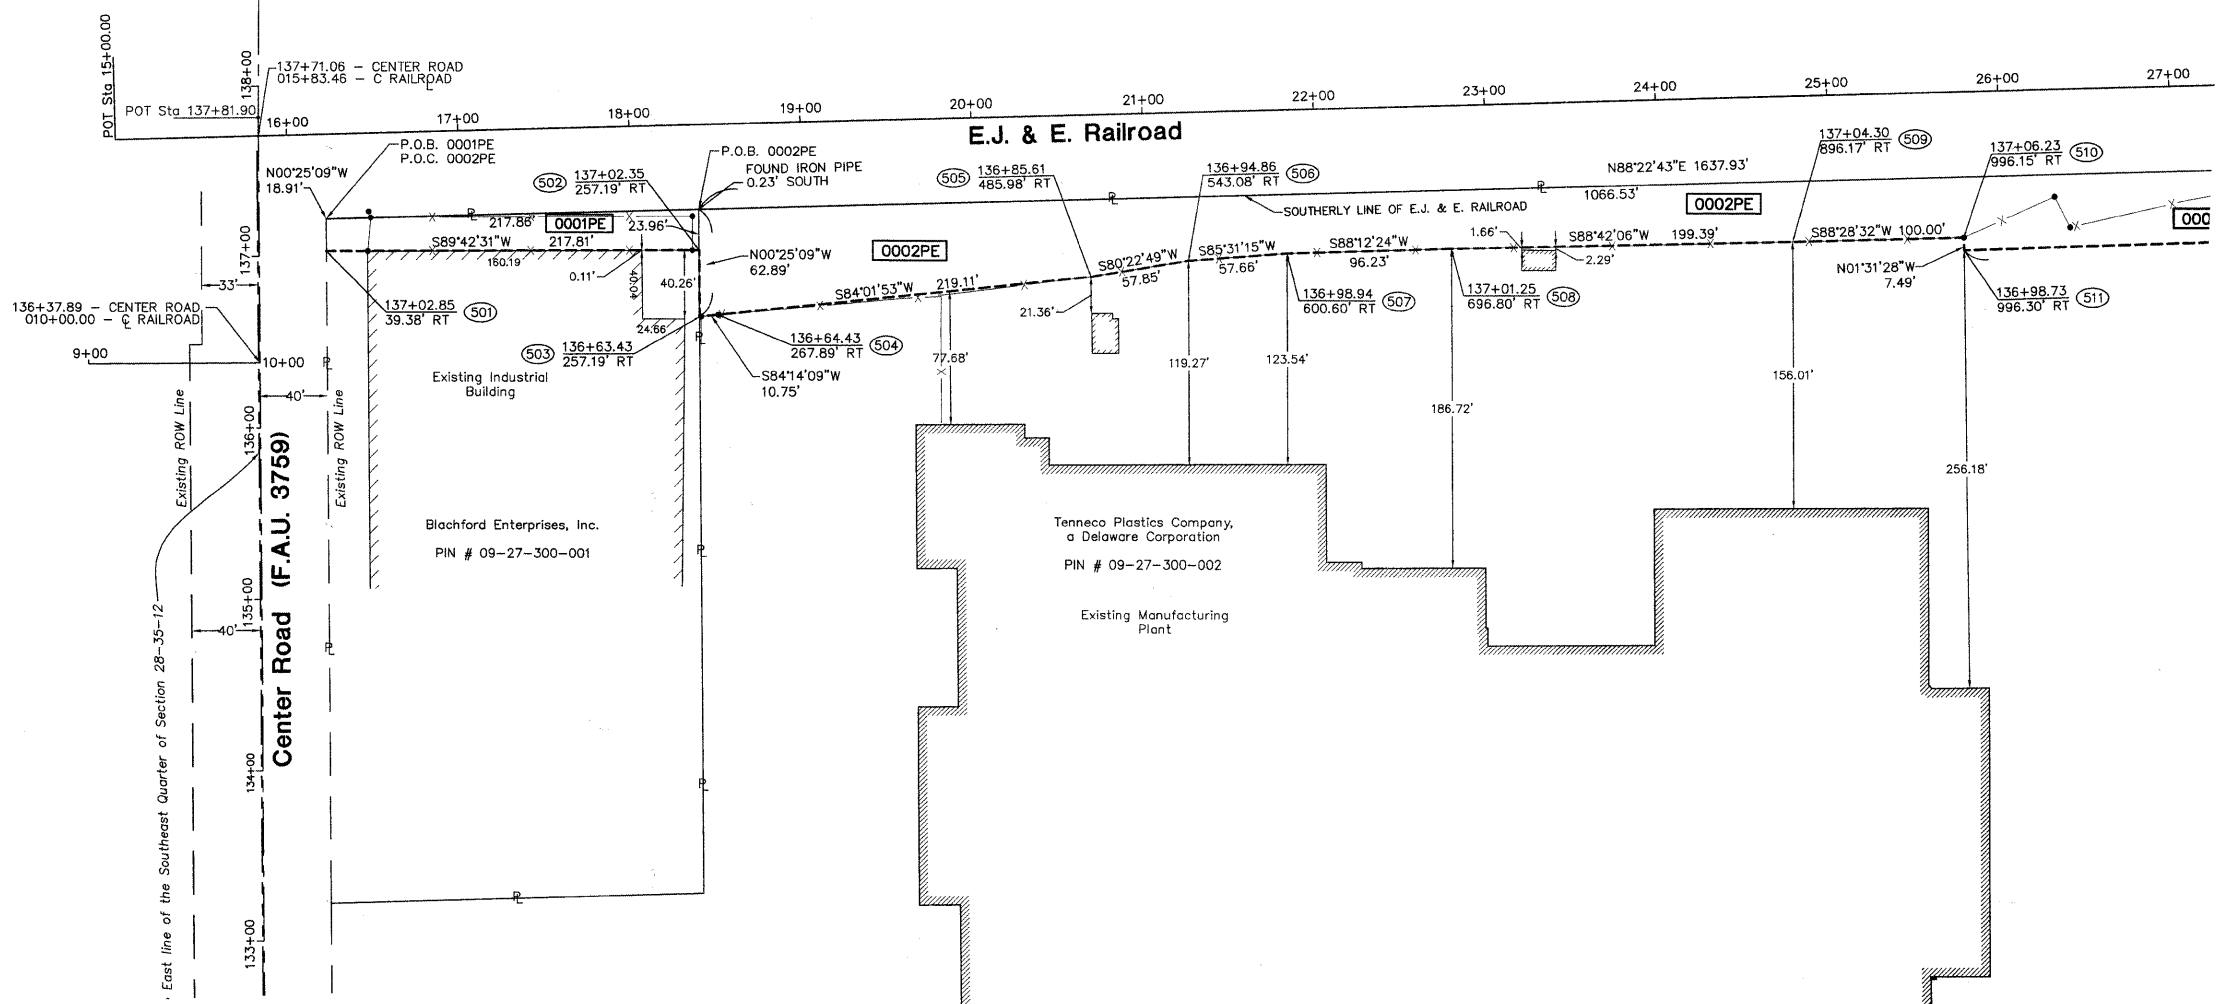 POT Sta 15+00.00
138+00
137+71.06 - CENTER ROAD
015+83.46 - ℄ RAILROAD
POT Sta 137+81.90
16+00
17+00
18+00
19+00
20+00
21+00
22+00
23+00
24+00
25+00
26+00
27+00
E.J. & E. Railroad
P.O.B. 0001PE
P.O.C. 0002PE
N00°25'09"W
18.91'
502
137+02.35
257.19' RT
P.O.B. 0002PE
FOUND IRON PIPE
0.23' SOUTH
505
136+85.61
485.98' RT
136+94.86
543.08' RT
506
N88°22'43"E 1637.93'
137+04.30
896.17' RT
509
137+06.23
996.15' RT
510
1066.53'
SOUTHERLY LINE OF E.J. & E. RAILROAD
0002PE
000
PL
PL
PL
217.86'
0001PE
23.96'
S89°42'31"W
217.81'
160.19
0.11'
40.04
40.26'
24.66
N00°25'09"W
62.89'
0002PE
S84°01'53"W
219.11'
S80°22'49"W
57.85'
S85°31'15"W
57.66'
S88°12'24"W
96.23'
1.66'
S88°42'06"W
199.39'
2.29'
S88°28'32"W 100.00'
N01°31'28"W
7.49'
137+00
33'
136+37.89 - CENTER ROAD
010+00.00 - ℄ RAILROAD
9+00
10+00
137+02.85
39.38' RT
501
503
136+63.43
257.19' RT
136+64.43
267.89' RT
504
S84°14'09"W
10.75'
21.36'
136+98.94
600.60' RT
507
137+01.25
696.80' RT
508
136+98.73
996.30' RT
511
77.68'
119.27'
123.54'
186.72'
156.01'
256.18'
PL
PL
40'
Existing Industrial
Building
Existing ROW Line
Existing ROW Line
136+00
Center Road (F.A.U. 3759)
Blachford Enterprises, Inc.
PIN # 09-27-300-001
PL
Tenneco Plastics Company,
a Delaware Corporation
PIN # 09-27-300-002
Existing Manufacturing
Plant
135+00
40'
PL
134+00
PL
PL
133+00
East line of the Southeast Quarter of Section 28-35-12